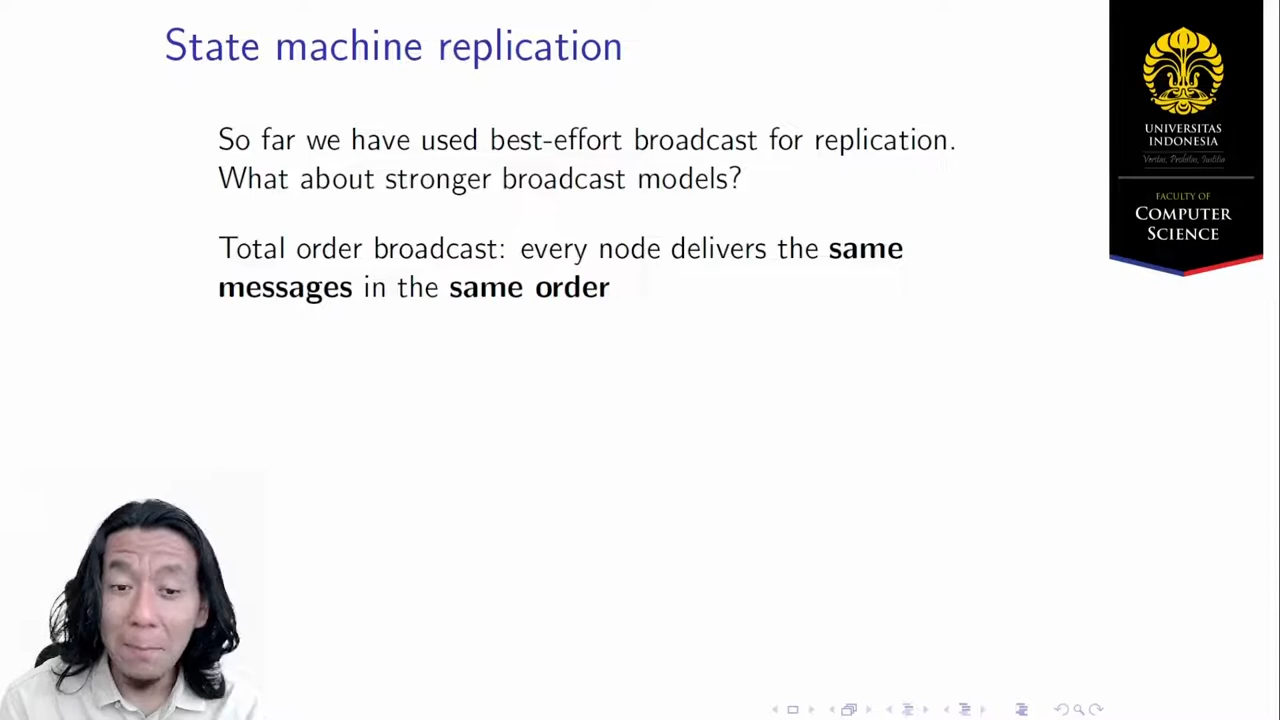 State machine replication
So far we have used best-effort broadcast for replication.
What about stronger broadcast models?
Total order broadcast: every node delivers the same
messages in the same order
UNIVERSITAS
INDONESIA
Veritas, Probitas, Iustitia
FACULTY OF
COMPUTER
SCIENCE